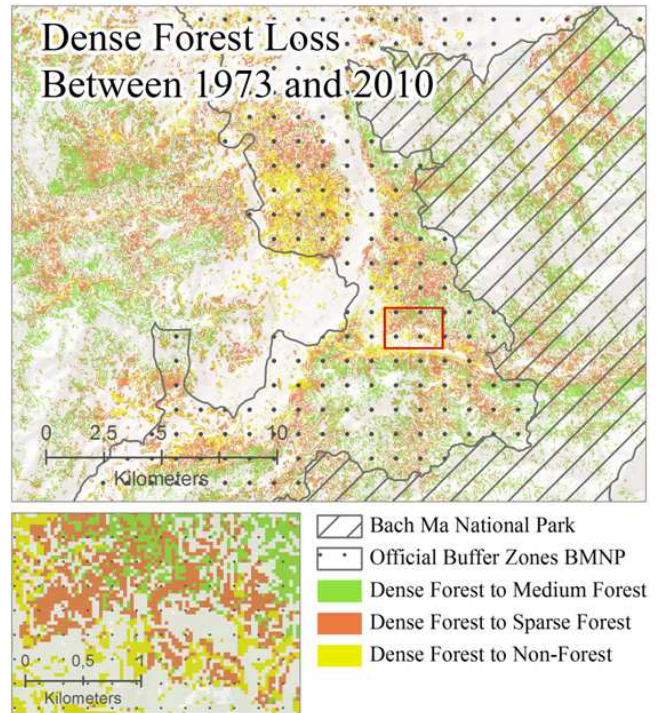 Dense Forest Loss
Between 1973 and 2010
0 2,5 5 10
Kilometers
0 0,5 1
Kilometers
Bach Ma National Park
Official Buffer Zones BMNP
Dense Forest to Medium Forest
Dense Forest to Sparse Forest
Dense Forest to Non-Forest